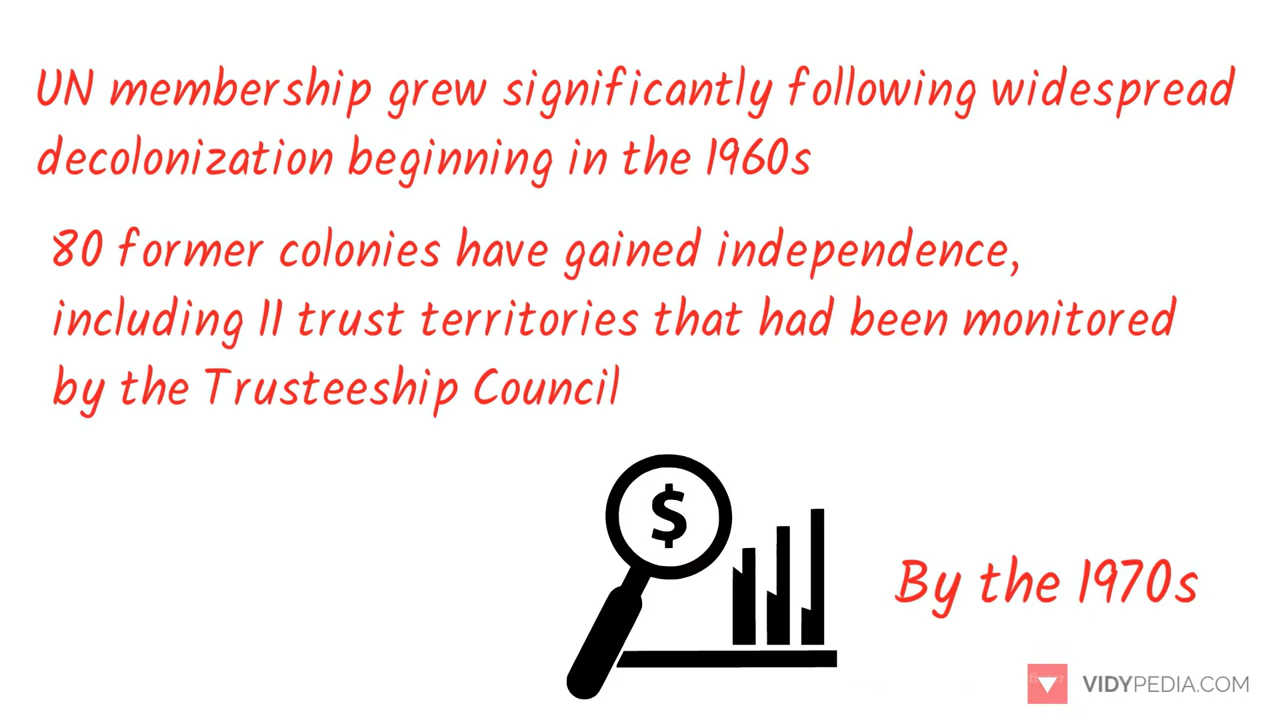 UN membership grew significantly following widespread
decolonization beginning in the 1960s
80 former colonies have gained independence,
including 11 trust territories that had been monitored
by the Trusteeship Council
$
By the 1970s
VIDYPEDIA.COM